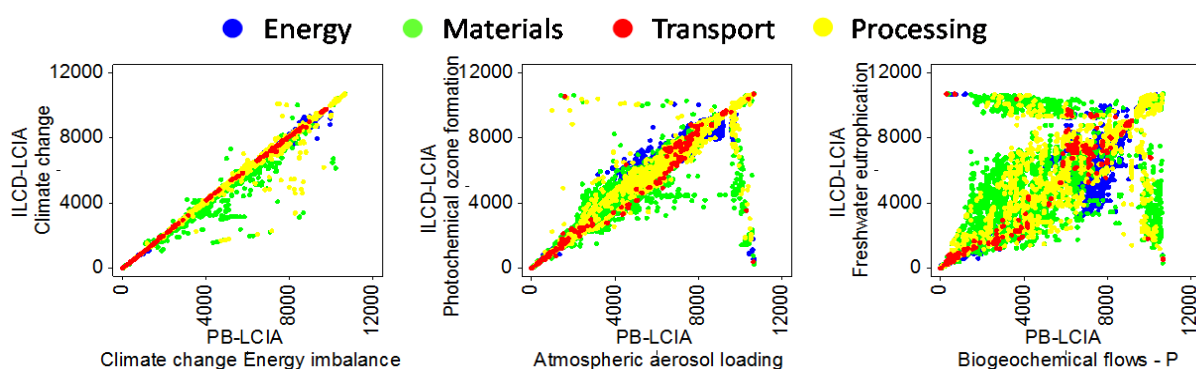 Energy
Materials
Transport
Processing
ILCD-LCIA
Climate change
12000
8000
4000
0
0
4000
8000
12000
PB-LCIA
Climate change Energy imbalance
ILCD-LCIA
Photochemical ozone formation
12000
8000
4000
0
0
4000
8000
12000
PB-LCIA
Atmospheric aerosol loading
ILCD-LCIA
Freshwater eutrophication
12000
8000
4000
0
0
4000
8000
12000
PB-LCIA
Biogeochemical flows - P